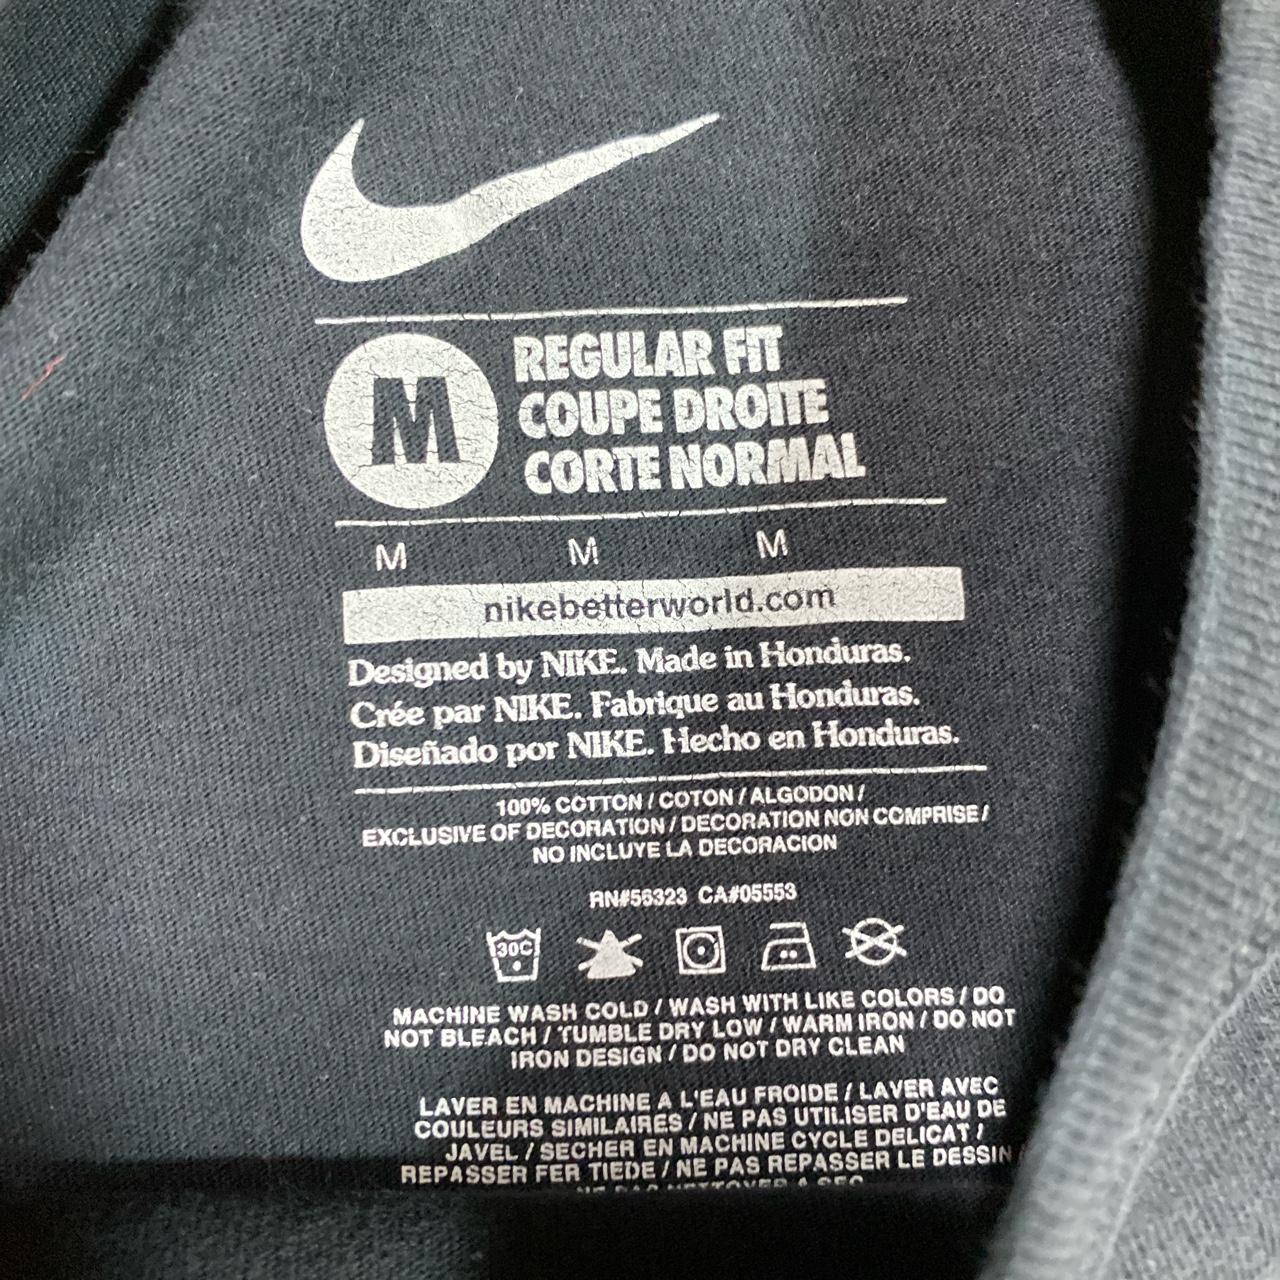 M
REGULAR FIT
COUPE DROITE
CORTE NORMAL
M M M
nikebetterworld.com
Designed by NIKE. Made in Honduras.
Crée par NIKE. Fabrique au Honduras.
Diseñado por NIKE. Hecho en Honduras.
100% COTTON / COTON / ALGODON /
EXCLUSIVE OF DECORATION / DECORATION NON COMPRISE /
NO INCLUYE LA DECORACION
RN#56323 CA#05553
30C
MACHINE WASH COLD / WASH WITH LIKE COLORS / DO
NOT BLEACH / TUMBLE DRY LOW / WARM IRON / DO NOT
IRON DESIGN / DO NOT DRY CLEAN
LAVER EN MACHINE A L'EAU FROIDE / LAVER AVEC
COULEURS SIMILAIRES / NE PAS UTILISER D'EAU DE
JAVEL / SECHER EN MACHINE CYCLE DELICAT /
REPASSER FER TIEDE / NE PAS REPASSER LE DESSIN /
NE PAS NETTOYER A SEC